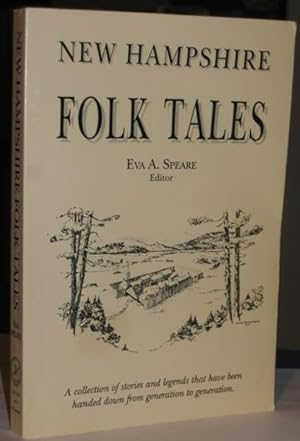 NEW HAMPSHIRE
FOLK TALES
EVA A. SPEARE
Editor
A collection of stories and legends that have been
handed down from generation to generation.
NEW HAMPSHIRE FOLK TALES